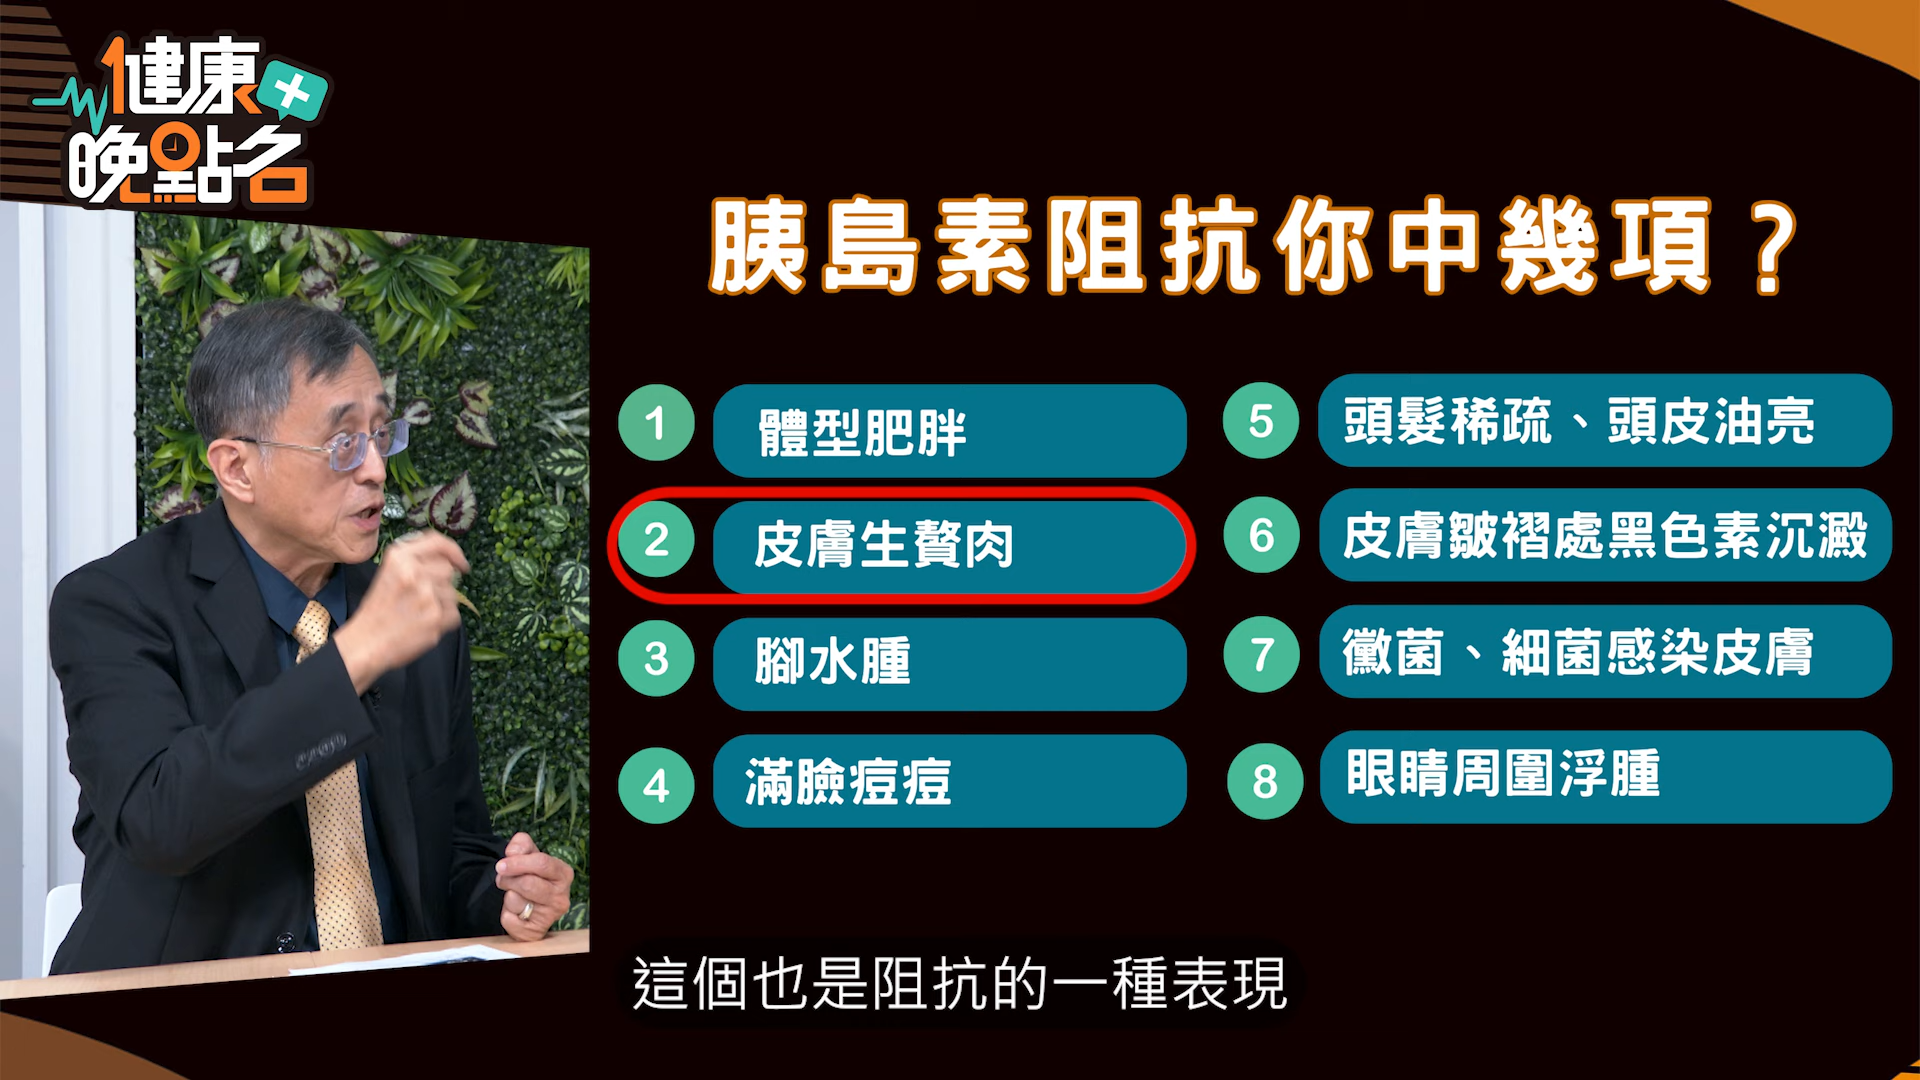 健康
晚點名
胰島素阻抗你中幾項？
1 體型肥胖
2 皮膚生贅肉
3 腳水腫
4 滿臉痘痘
5 頭髮稀疏、頭皮油亮
6 皮膚皺褶處黑色素沉澱
7 黴菌、細菌感染皮膚
8 眼睛周圍浮腫
這個也是阻抗的一種表現